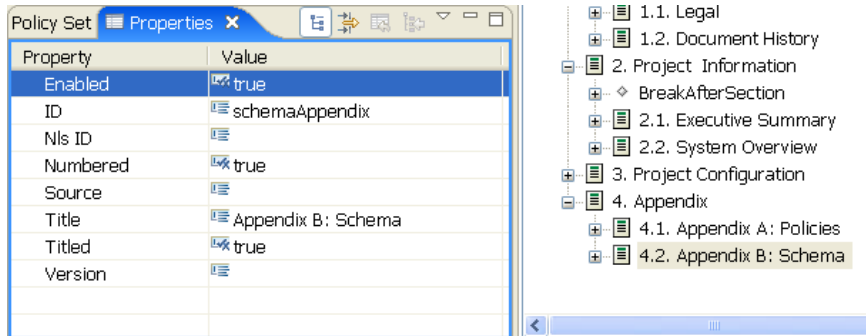 Policy Set Properties
Property Value
Enabled true
ID schemaAppendix
Nls ID
Numbered true
Source
Title Appendix B: Schema
Titled true
Version
1.1. Legal
1.2. Document History
2. Project Information
BreakAfterSection
2.1. Executive Summary
2.2. System Overview
3. Project Configuration
4. Appendix
4.1. Appendix A: Policies
4.2. Appendix B: Schema